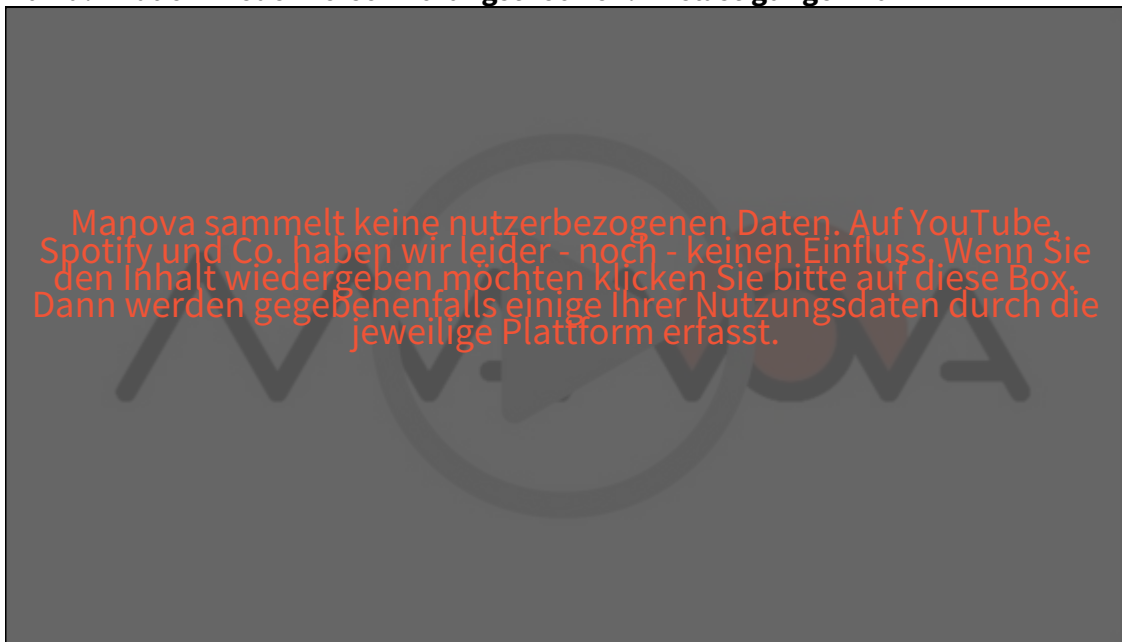 Manova sammelt keine nutzerbezogenen Daten. Auf YouTube,
Spotify und Co. haben wir leider - noch - keinen Einfluss. Wenn Sie
den Inhalt wiedergeben möchten klicken Sie bitte auf diese Box.
Dann werden gegebenenfalls einige Ihrer Nutzungsdaten durch die
jeweilige Plattform erfasst.
MANOVA